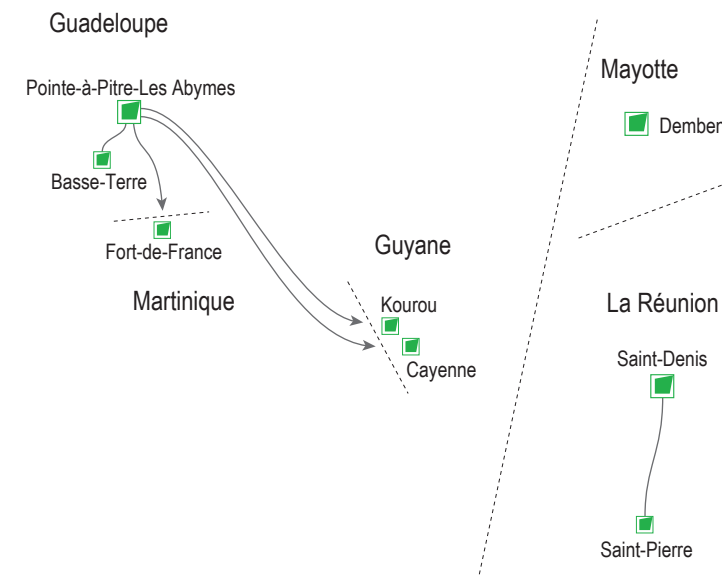 Guadeloupe
Pointe-à-Pitre-Les Abymes
Basse-Terre
Fort-de-France
Martinique
Guyane
Kourou
Cayenne
Mayotte
La Réunion
Saint-Denis
Saint-Pierre